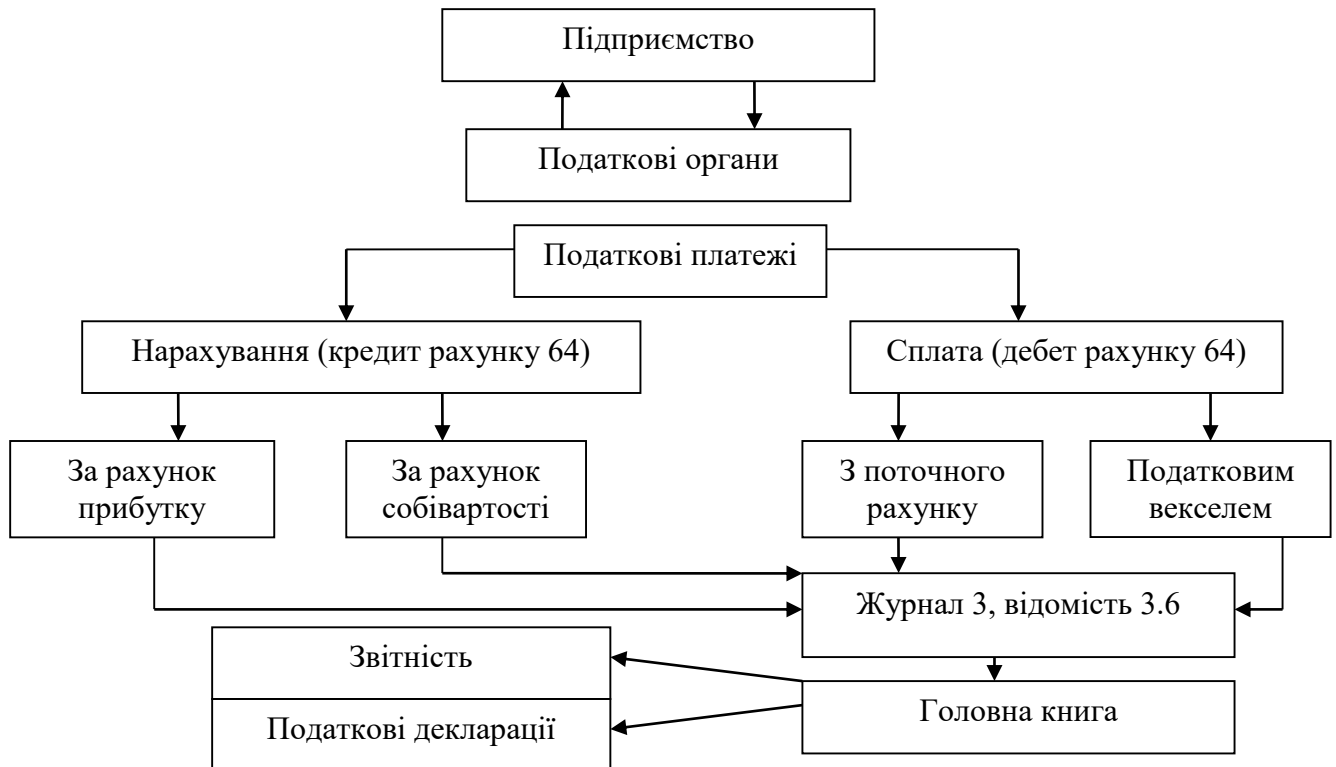 Підприємство
Податкові органи
Податкові платежі
Нарахування (кредит рахунку 64)
Сплата (дебет рахунку 64)
За рахунок
прибутку
За рахунок
собівартості
З поточного
рахунку
Податковим
векселем
Журнал 3, відомість 3.6
Звітність
Податкові декларації
Головна книга